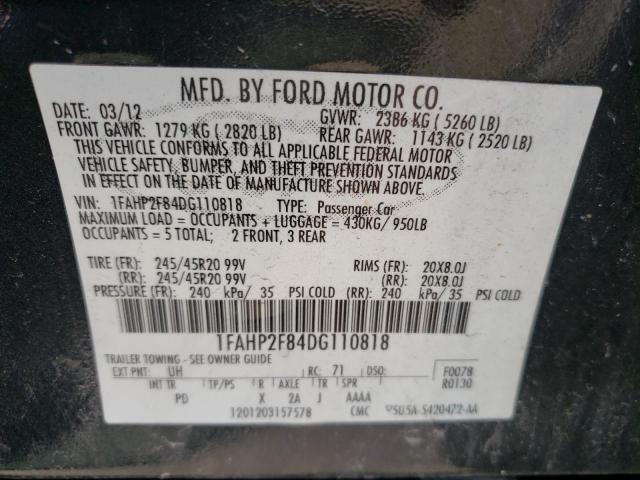 MFD. BY FORD MOTOR CO.
DATE: 03/12 GVWR: 2386 KG ( 5260 LB)
FRONT GAWR: 1279 KG ( 2820 LB) REAR GAWR: 1143 KG ( 2520 LB)
THIS VEHICLE CONFORMS TO ALL APPLICABLE FEDERAL MOTOR
VEHICLE SAFETY, BUMPER, AND THEFT PREVENTION STANDARDS
IN EFFECT ON THE DATE OF MANUFACTURE SHOWN ABOVE.
VIN: 1FAHP2F84DG110818 TYPE: Passenger Car
MAXIMUM LOAD = OCCUPANTS + LUGGAGE = 430KG/ 950LB
OCCUPANTS = 5 TOTAL; 2 FRONT, 3 REAR
TIRE (FR): 245/45R20 99V RIMS (FR): 20X8.0J
(RR): 245/45R20 99V (RR): 20X8.0J
PRESSURE (FR): 240 kPa/ 35 PSI COLD (RR): 240 kPa/ 35 PSI COLD
1FAHP2F84DG110818
TRAILER TOWING - SEE OWNER GUIDE
EXT PNT: UH RC: 71 DSO: F0078
INT TR TP/PS R AXLE TR SPR R0130
PD X 2A J AAAA
1201203157578 CMC 5U5A-5420472-AA